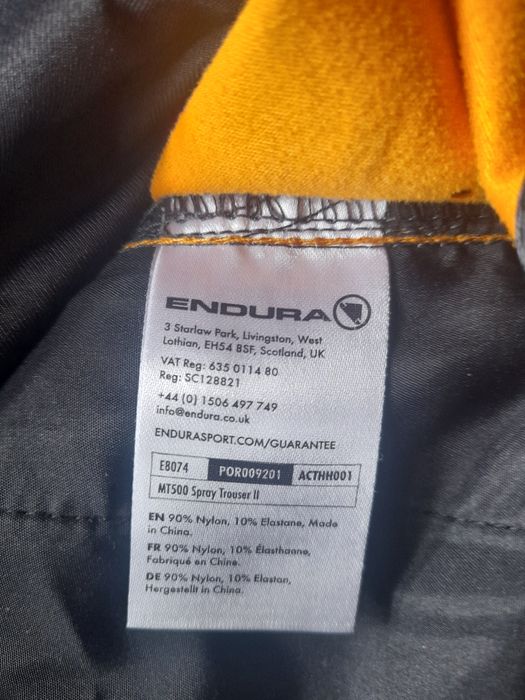 ENDURA
3 Starlaw Park, Livingston, West
Lothian, EH54 8SF, Scotland, UK
VAT Reg: 635 0114 80
Reg: SC128821
+44 (0) 1506 497 749
info@endura.co.uk
ENDURASPORT.COM/GUARANTEE
E8074 POR009201 ACTHH001
MT500 Spray Trouser II
EN 90% Nylon, 10% Elastane, Made
in China.
FR 90% Nylon, 10% Élasthanne,
Fabriqué en Chine.
DE 90% Nylon, 10% Elastan,
Hergestellt in China.